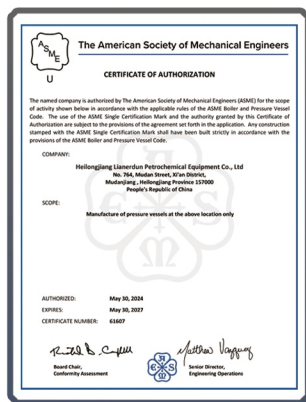 ASME
The American Society of Mechanical Engineers
U
CERTIFICATE OF AUTHORIZATION
The named company is authorized by The American Society of Mechanical Engineers (ASME) for the scope
of activity shown below in accordance with the applicable rules of the ASME Boiler and Pressure Vessel
Code. The use of the ASME Single Certification Mark and the authority granted by this Certificate of
Authorization are subject to the provisions of the agreement set forth in the application. Any construction
stamped with the ASME Single Certification Mark shall have been built strictly in accordance with the
provisions of the ASME Boiler and Pressure Vessel Code.
COMPANY:
Heilongjiang Lianerdun Petrochemical Equipment Co., Ltd
No. 764, Mudan Street, Xi'an District,
Mudanjiang , Heilongjiang Province 157000
People's Republic of China
SCOPE:
Manufacture of pressure vessels at the above location only
AUTHORIZED: May 30, 2024
EXPIRES: May 30, 2027
CERTIFICATE NUMBER: 61607
Board Chair,
Conformity Assessment
Senior Director,
Engineering Operations